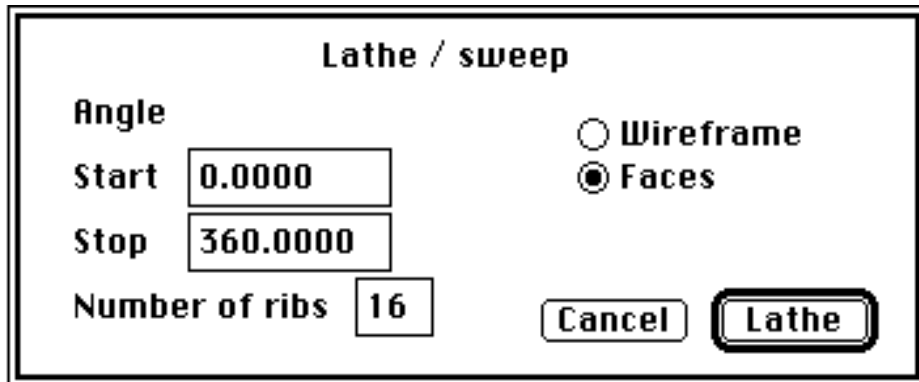 Lathe / sweep
Angle
Start 0.0000
Stop 360.0000
Number of ribs 16
Wireframe
Faces
Cancel Lathe